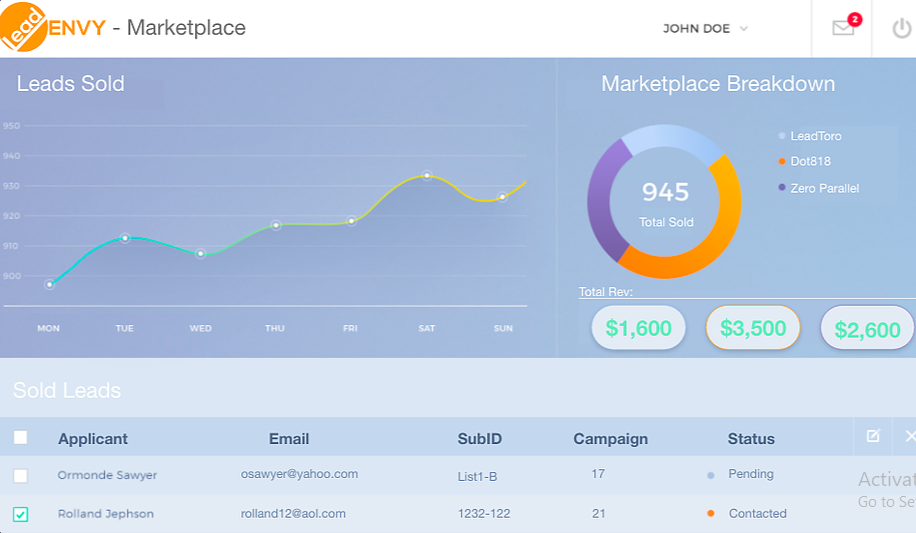 Lead ENVY - Marketplace
JOHN DOE
2
Leads Sold
950
940
930
920
910
900
MON TUE WED THU FRI SAT SUN
Marketplace Breakdown
945
Total Sold
LeadToro
Dot818
Zero Parallel
Total Rev:
$1,600 $3,500 $2,600
Sold Leads
Applicant Email SubID Campaign Status
Ormonde Sawyer osawyer@yahoo.com List1-B 17 Pending
Rolland Jephson rolland12@aol.com 1232-122 21 Contacted
Activat
Go to Se